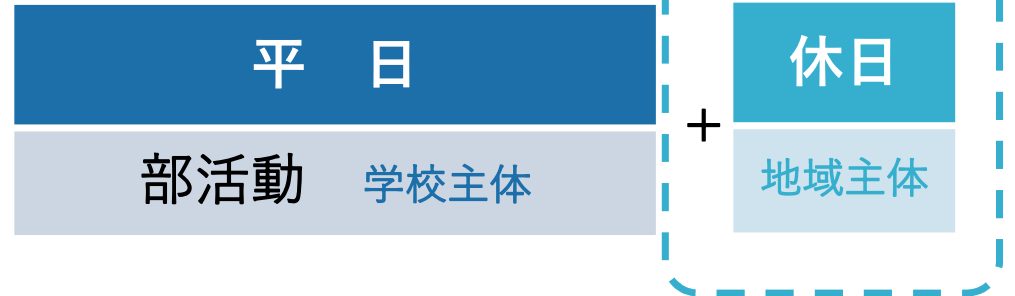 平　日
部活動　学校主体
+
休日
地域主体